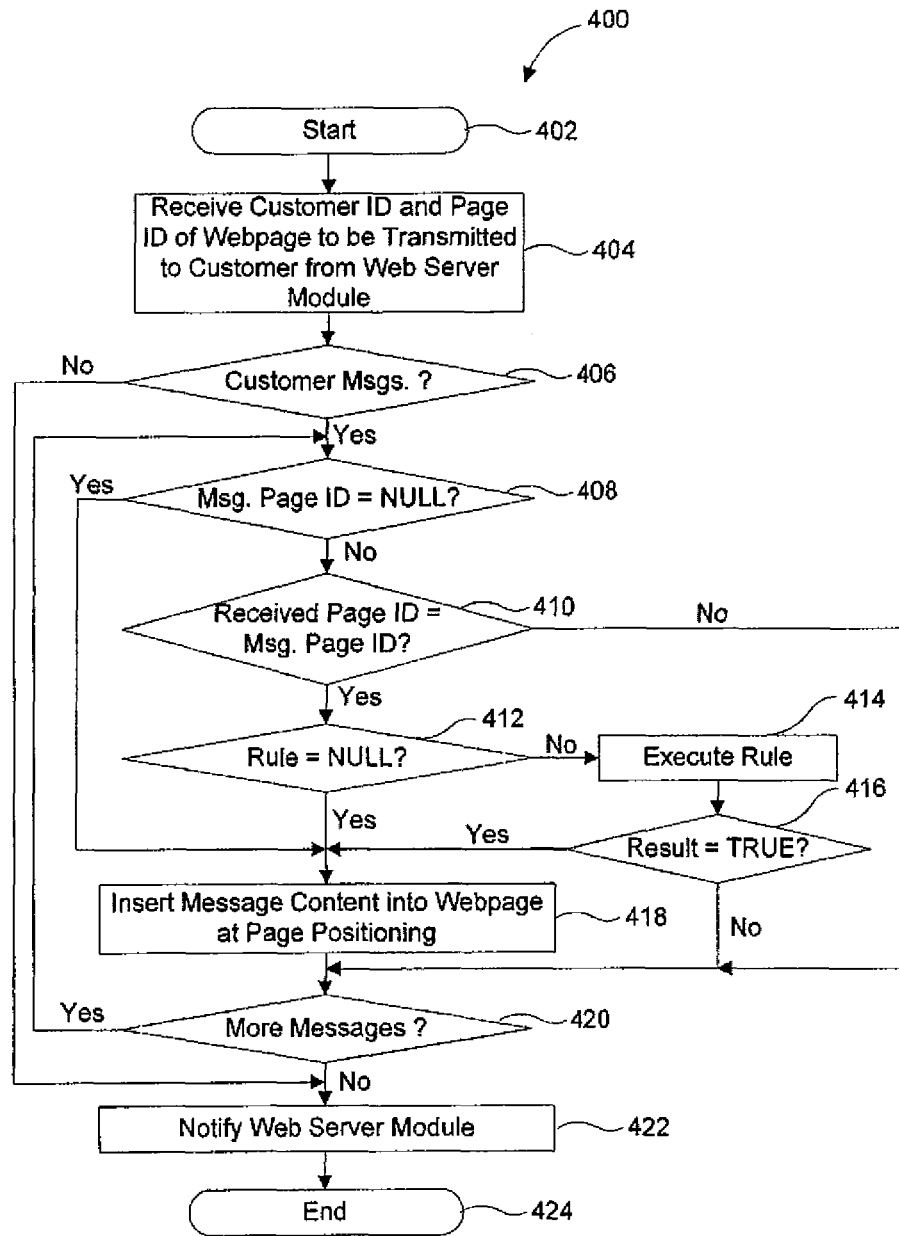 400
Start
402
Receive Customer ID and Page
ID of Webpage to be Transmitted
to Customer from Web Server
Module
404
No
Customer Msgs. ?
406
Yes
Yes
Msg. Page ID = NULL?
408
No
Received Page ID =
Msg. Page ID?
410
No
Yes
Rule = NULL?
412
No
414
Execute Rule
416
Yes
Yes
Result = TRUE?
Insert Message Content into Webpage
at Page Positioning
418
No
Yes
More Messages ?
420
No
Notify Web Server Module
422
End
424